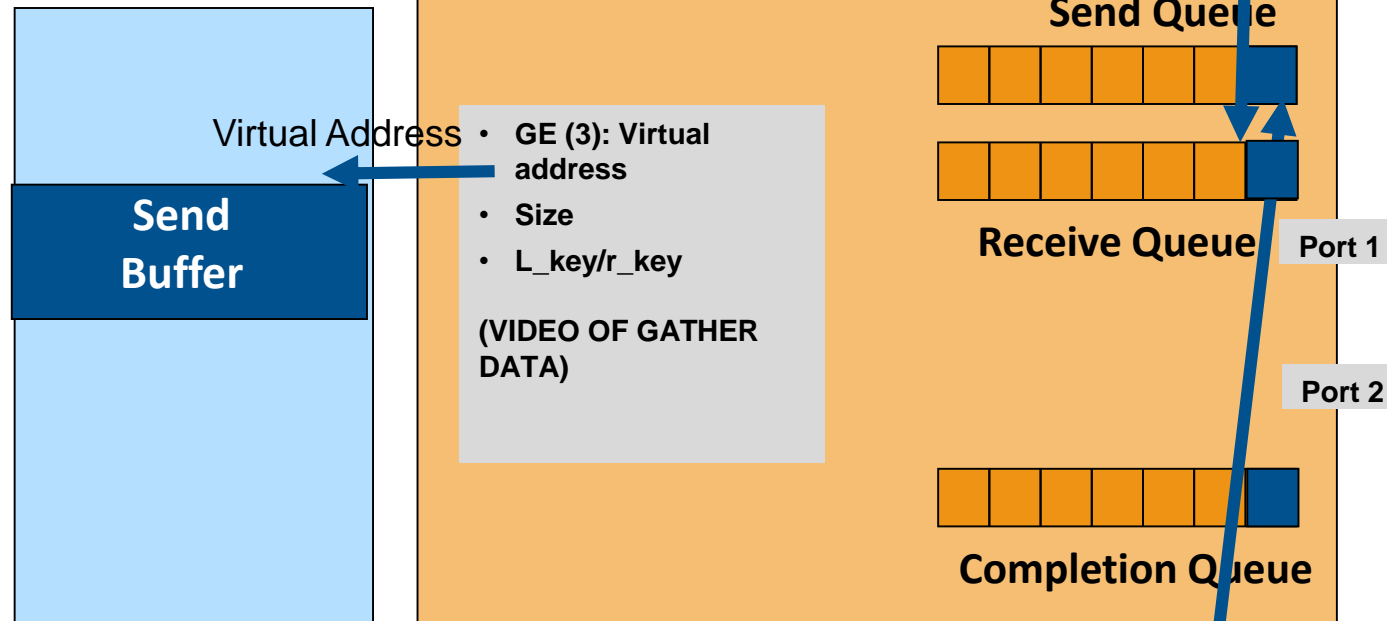 Send Queue
Virtual Address
• GE (3): Virtual
address
• Size
• L_key/r_key
(VIDEO OF GATHER
DATA)
Send
Buffer
Receive Queue
Port 1
Port 2
Completion Queue